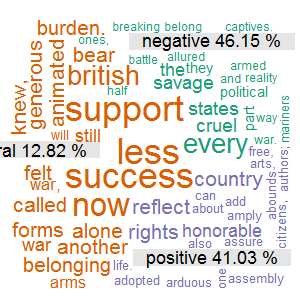 burden. breaking belong captives.
generous ones, negative 46.15 %
knew, animated bear battle allured armed
british the they and reality
half savage political
support states part way
will still cruel war. mariners
ral 12.82 % less every free,
felt arts, authors;
war, success country abounds.
called now reflect can add
about amply citizens,
forms alone rights honorable
war another also assure
belonging life. positive 41.03 %
arms adopted arduous one assembly